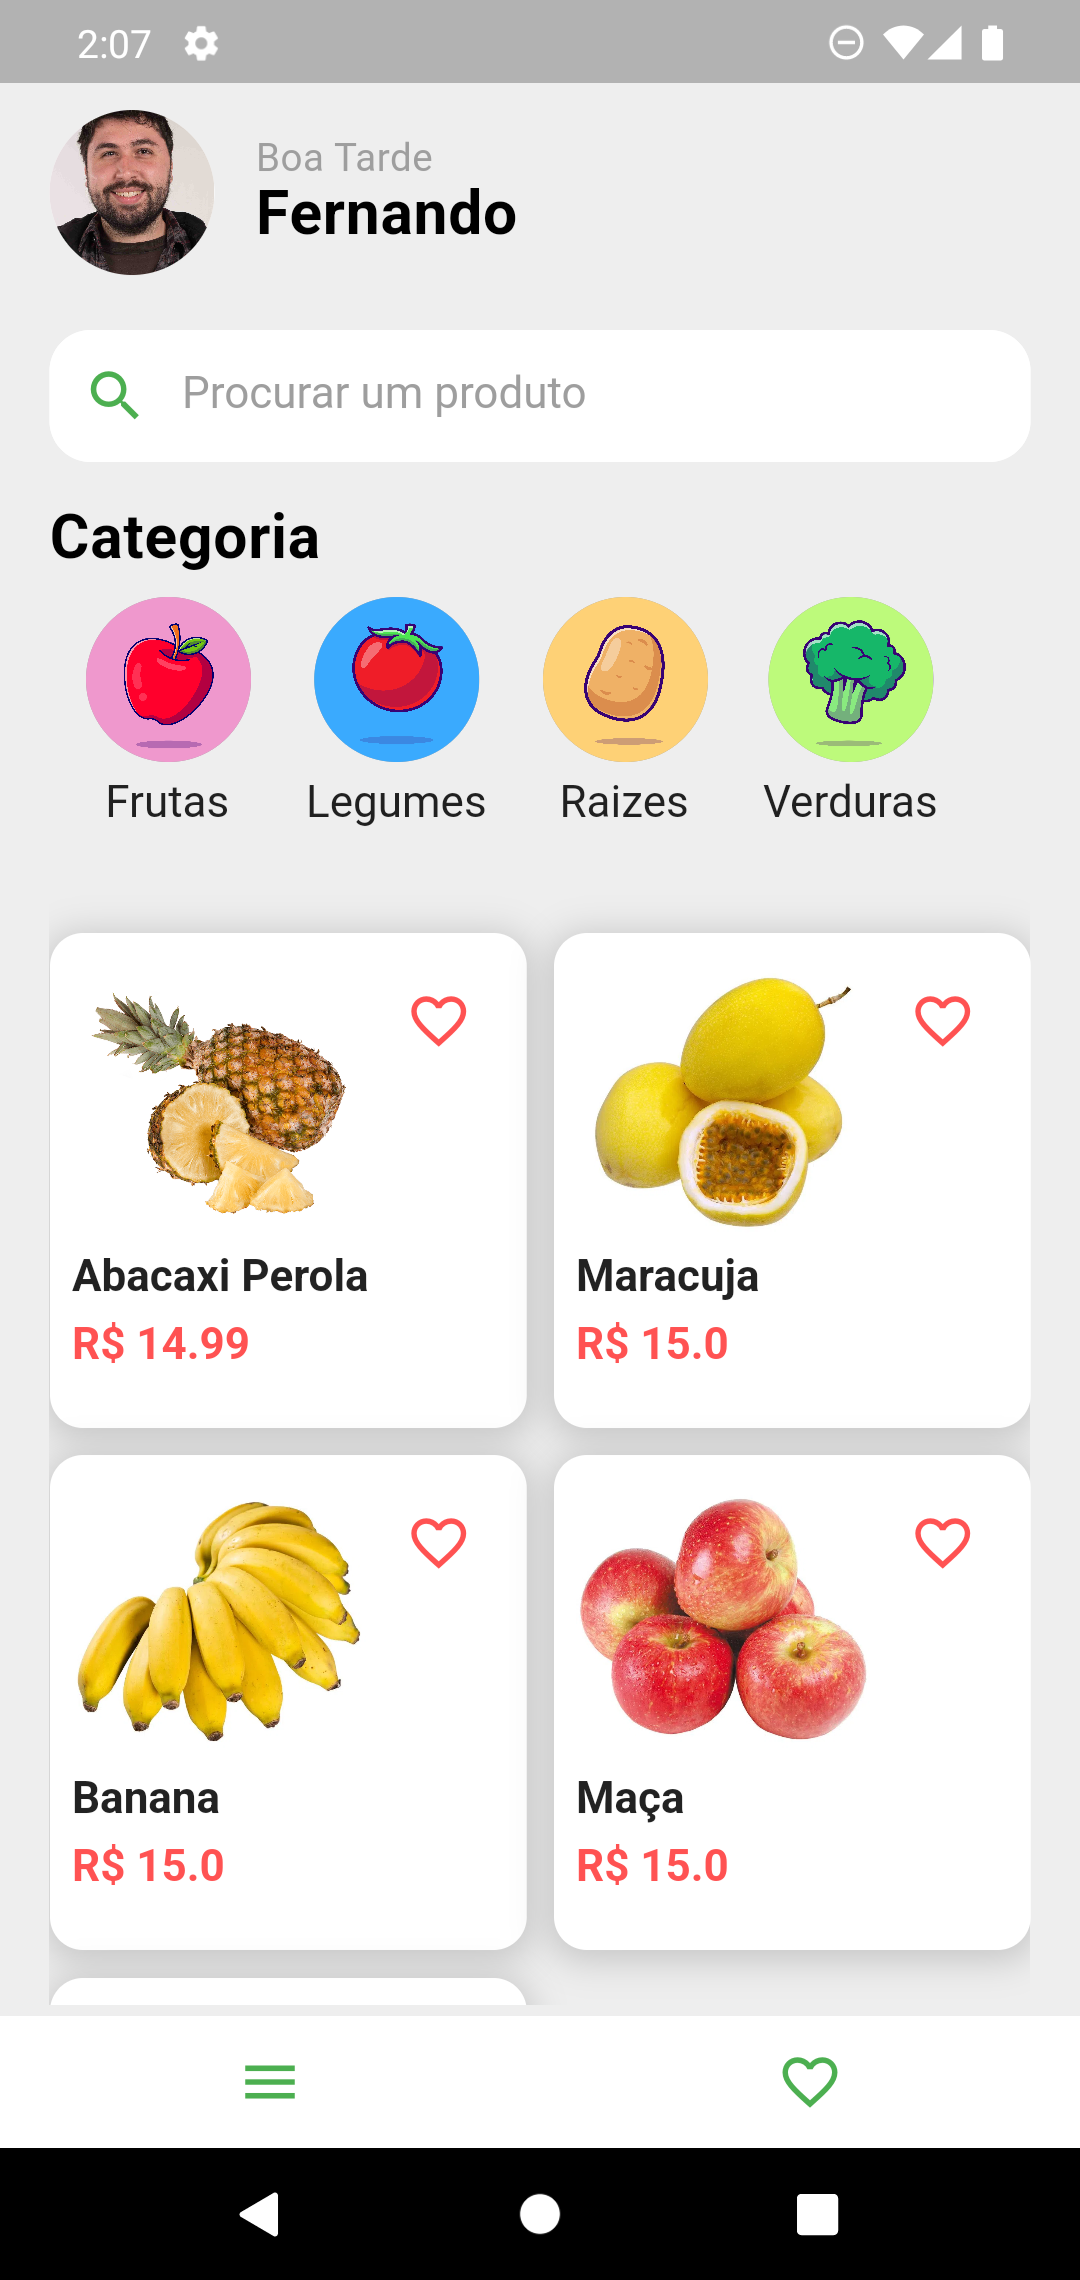 2:07
Boa Tarde
Fernando
Procurar um produto
Categoria
Frutas Legumes Raizes Verduras
Abacaxi Perola
R$ 14.99
Maracuja
R$ 15.0
Banana
R$ 15.0
Maça
R$ 15.0